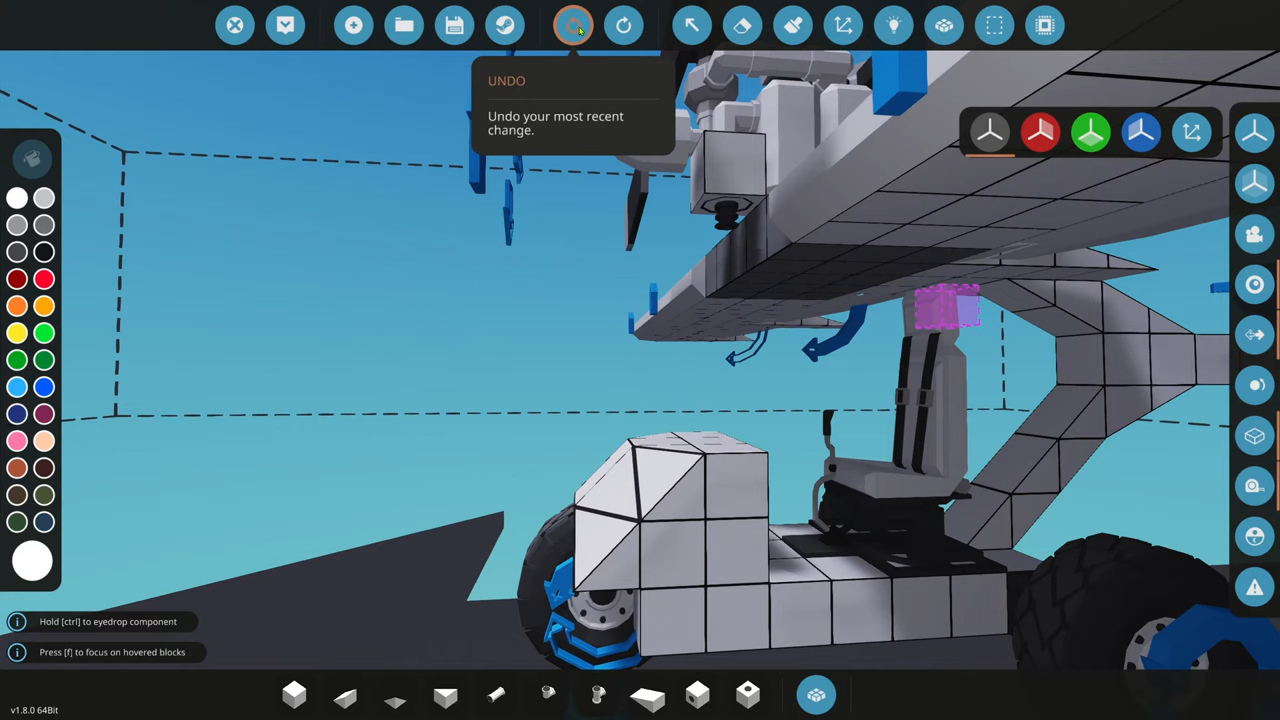 UNDO
Undo your most recent
change.
Hold [ctrl] to eyedrop component
Press [f] to focus on hovered blocks
v1.8.0 64Bit